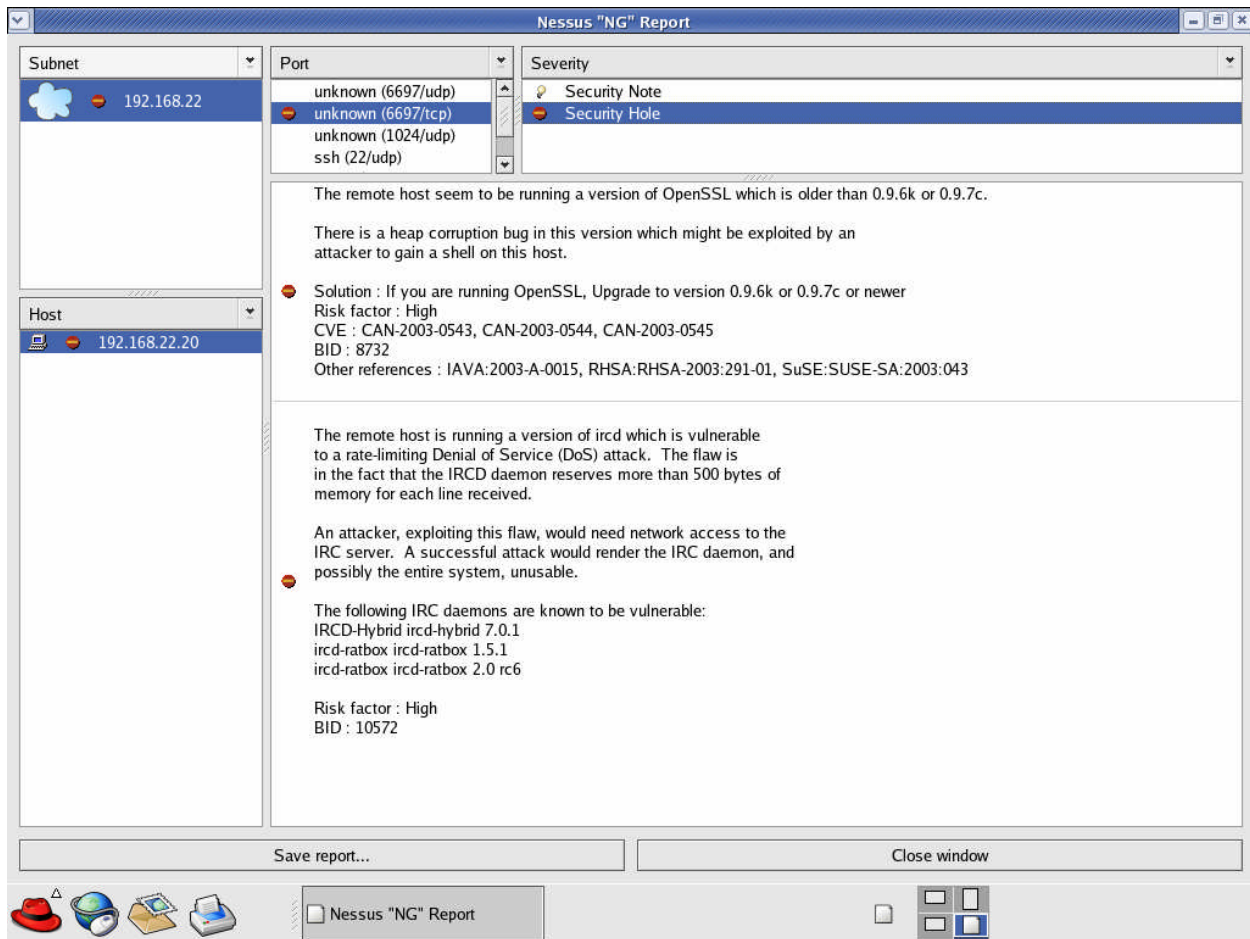 Nessus "NG" Report
Subnet
192.168.22
Host
192.168.22.20
Port
unknown (6697/udp)
unknown (6697/tcp)
unknown (1024/udp)
ssh (22/udp)
Severity
Security Note
Security Hole
The remote host seem to be running a version of OpenSSL which is older than 0.9.6k or 0.9.7c.
There is a heap corruption bug in this version which might be exploited by an
attacker to gain a shell on this host.
Solution : If you are running OpenSSL, Upgrade to version 0.9.6k or 0.9.7c or newer
Risk factor : High
CVE : CAN-2003-0543, CAN-2003-0544, CAN-2003-0545
BID : 8732
Other references : IAVA:2003-A-0015, RHSA:RHSA-2003:291-01, SuSE:SUSE-SA:2003:043
The remote host is running a version of ircd which is vulnerable
to a rate-limiting Denial of Service (DoS) attack.  The flaw is
in the fact that the IRCD daemon reserves more than 500 bytes of
memory for each line received.
An attacker, exploiting this flaw, would need network access to the
IRC server.  A successful attack would render the IRC daemon, and
possibly the entire system, unusable.
The following IRC daemons are known to be vulnerable:
IRCD-Hybrid ircd-hybrid 7.0.1
ircd-ratbox ircd-ratbox 1.5.1
ircd-ratbox ircd-ratbox 2.0 rc6
Risk factor : High
BID : 10572
Save report...
Close window
Nessus "NG" Report